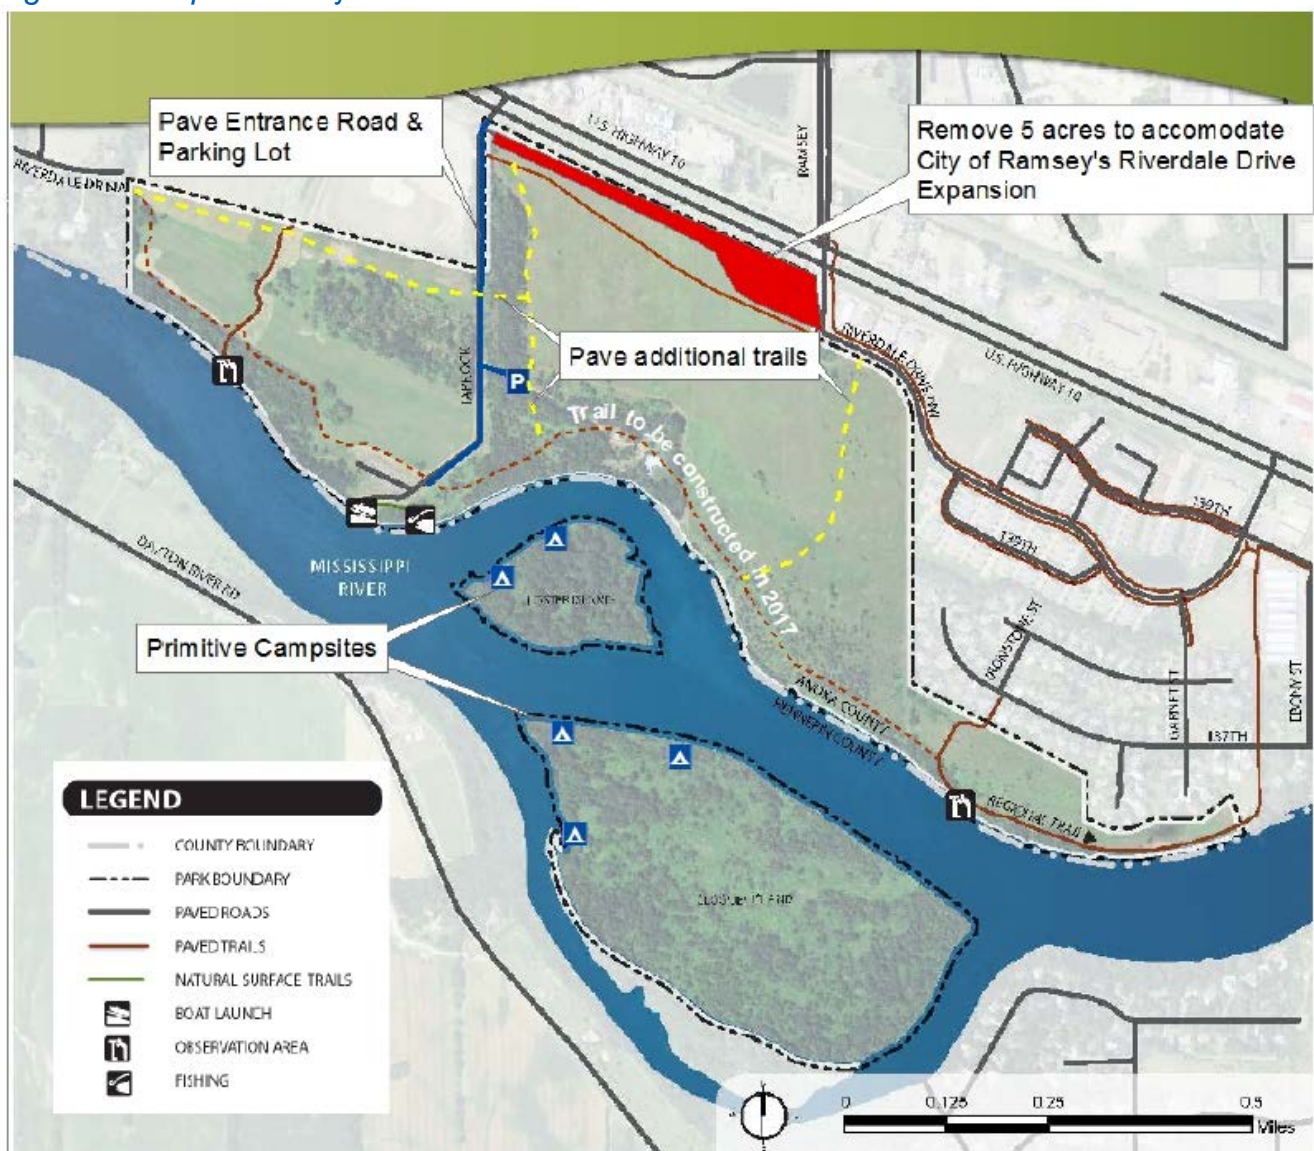 Pave Entrance Road &
Parking Lot
U.S. HIGHWAY 10
RAMSEY
Remove 5 acres to accomodate
City of Ramsey's Riverdale Drive
Expansion
RIVERDALE DR NW
Pave additional trails
RIVERDALE DRIVE NW
U.S. HIGHWAY 10
P
Trail to be constructed in 2017
139TH
139TH
DAYTON RIVER RD
MISSISSIPPI
RIVER
Primitive Campsites
IRONSTONE ST
GARNET ST
EBONY ST
137TH
ANOKA COUNTY
HENNEPIN COUNTY
REGIONAL TRAIL
LEGEND
COUNTY BOUNDARY
PARK BOUNDARY
PAVED ROADS
PAVED TRAILS
NATURAL SURFACE TRAILS
BOAT LAUNCH
OBSERVATION AREA
FISHING
0 0.125 0.25 0.5
Miles